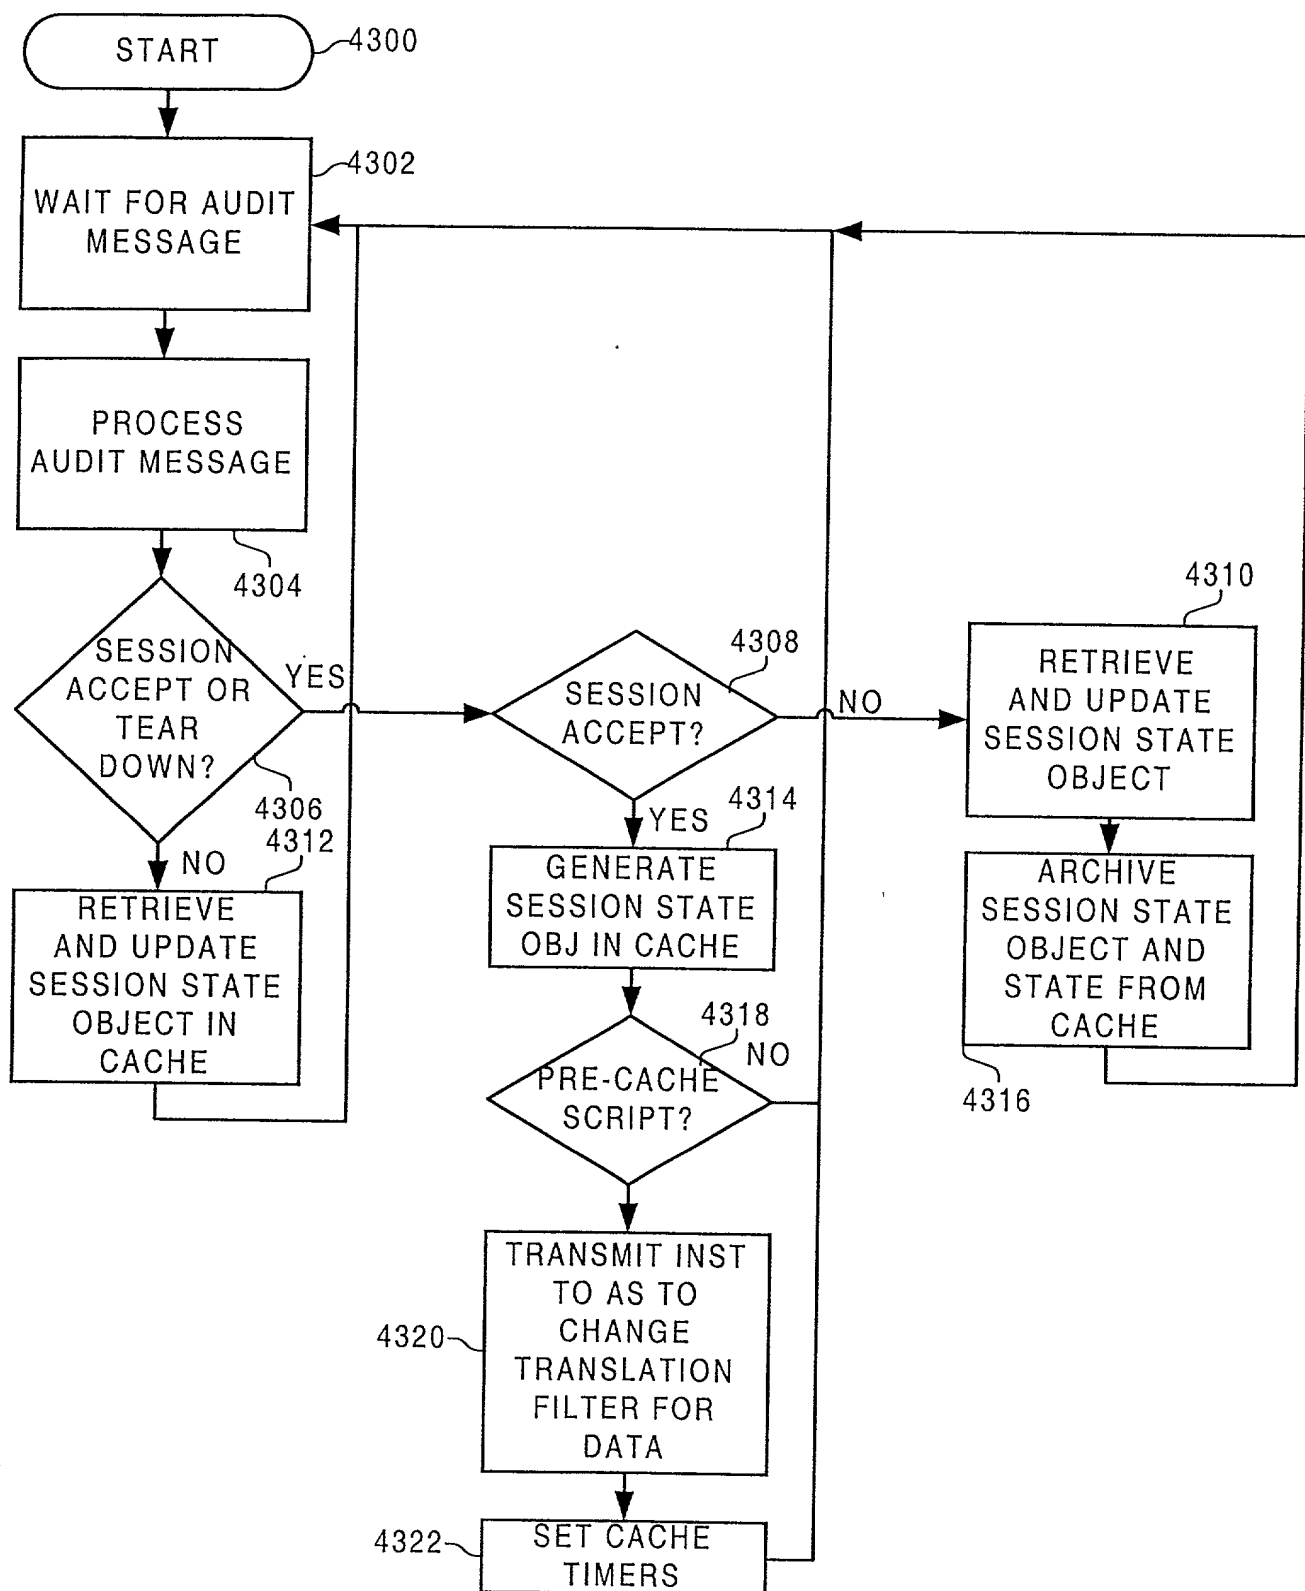 START
4300
4302
WAIT FOR AUDIT
MESSAGE
PROCESS
AUDIT MESSAGE
4304
SESSION
ACCEPT OR
TEAR
DOWN?
YES
4306
NO
4312
RETRIEVE
AND UPDATE
SESSION STATE
OBJECT IN
CACHE
4308
SESSION
ACCEPT?
NO
YES
4310
RETRIEVE
AND UPDATE
SESSION STATE
OBJECT
4314
GENERATE
SESSION STATE
OBJ IN CACHE
ARCHIVE
SESSION STATE
OBJECT AND
STATE FROM
CACHE
4316
4318
NO
PRE-CACHE
SCRIPT?
4320
TRANSMIT INST
TO AS TO
CHANGE
TRANSLATION
FILTER FOR
DATA
4322
SET CACHE
TIMERS